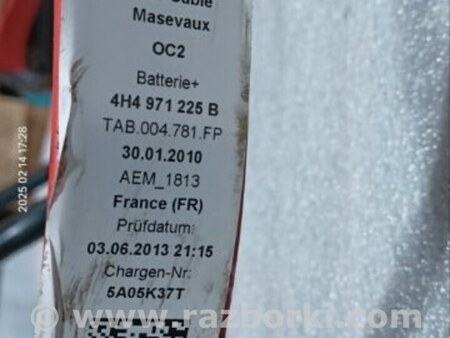 Masevaux
OC2
Batterie+
4H4 971 225 B
TAB.004.781.FP
30.01.2010
AEM_1813
France (FR)
Prüfdatum:
03.06.2013 21:15
Chargen-Nr:
5A05K37T
2025 02 14 17:28
www.razborki.com